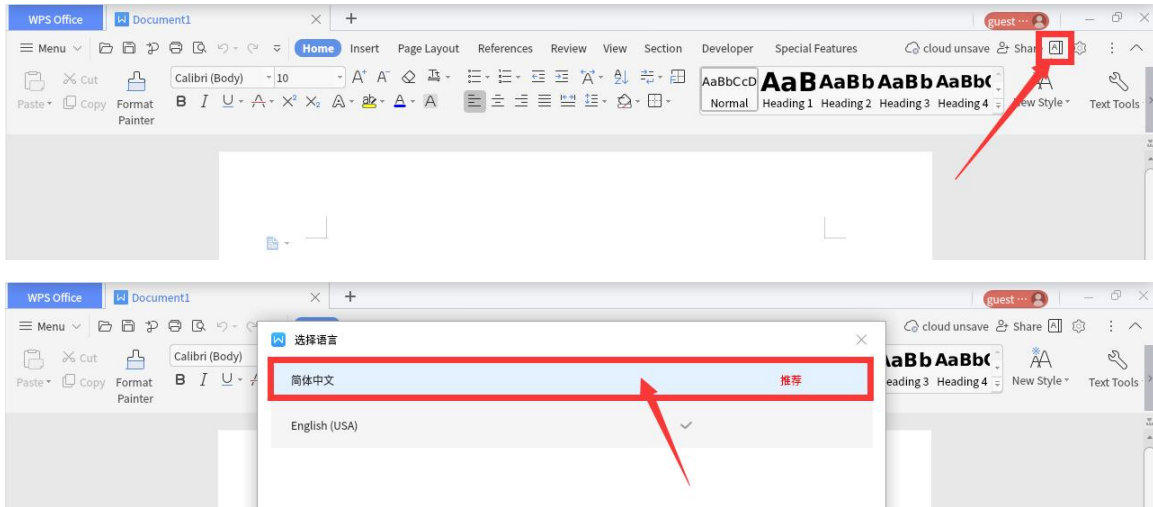 WPS Office Document1
guest ···
Menu Home Insert Page Layout References Review View Section Developer Special Features cloud unsave Share
Cut Calibri (Body) 10 AaBbCcD AaB AaBb AaBb AaBb(
Paste Copy Format B I U Normal Heading 1 Heading 2 Heading 3 Heading 4 New Style Text Tools
Painter
WPS Office Document1
guest ···
Menu 选择语言 cloud unsave Share
Cut Calibri (Body) AaBb AaBb(
Paste Copy Format B I U 简体中文 推荐 eading 3 Heading 4 New Style Text Tools
Painter
English (USA)